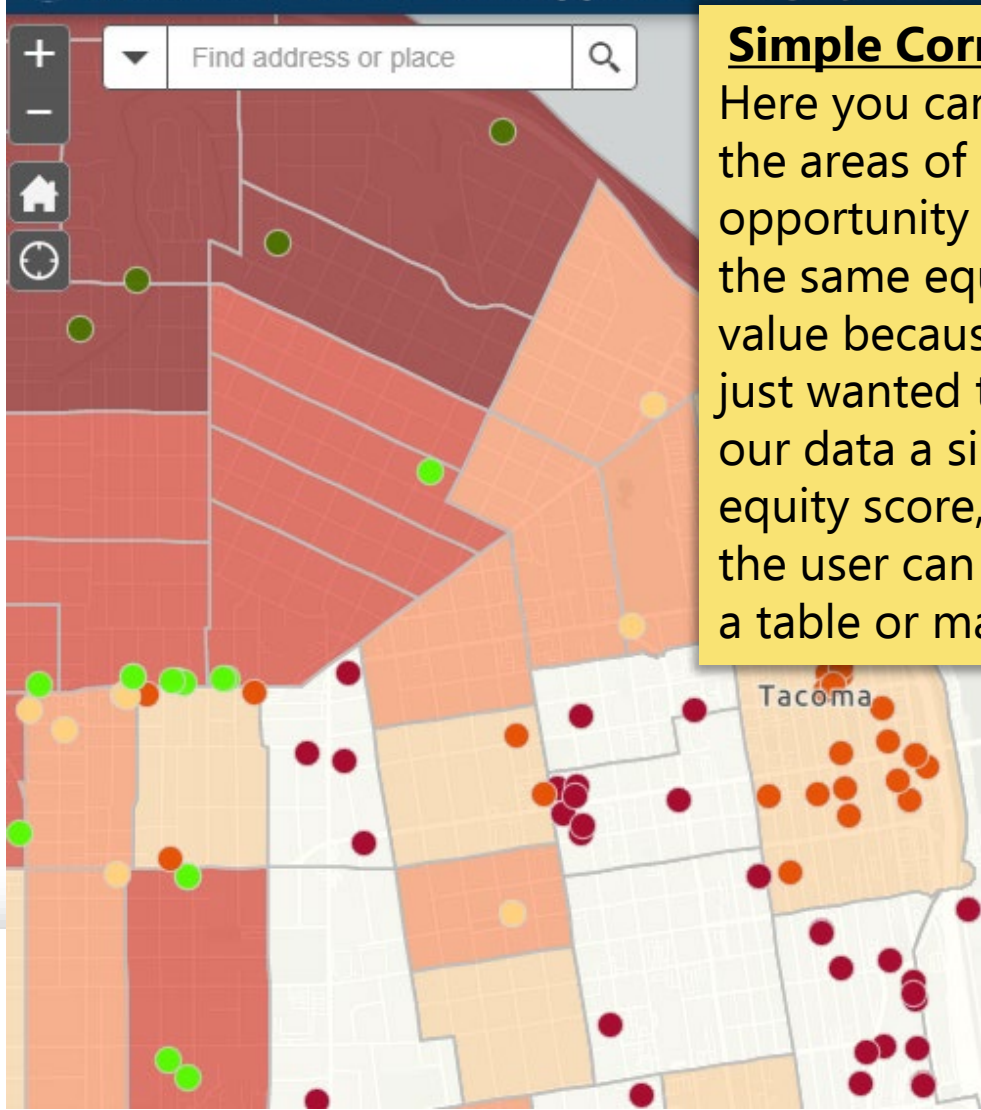 Find address or place
Simple Corr
Here you can
the areas of
opportunity
the same equ
value becaus
just wanted t
our data a si
equity score,
the user can
a table or ma
Tacoma